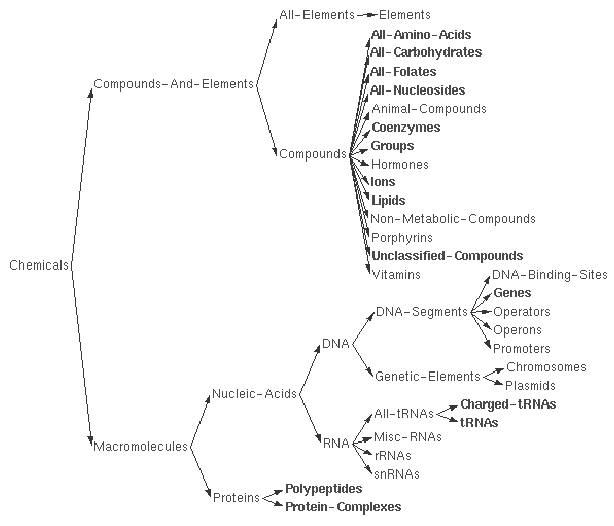 All-Elements
Elements
All-Amino-Acids
All-Carbohydrates
All-Folates
All-Nucleosides
Compounds-And-Elements
Animal-Compounds
Coenzymes
Groups
Compounds
Hormones
Ions
Lipids
Non-Metabolic-Compounds
Porphyrins
Unclassified-Compounds
Chemicals
Vitamins
DNA-Binding-Sites
Genes
DNA-Segments
Operators
Operons
DNA
Promoters
Chromosomes
Genetic-Elements
Plasmids
Nucleic-Acids
Charged-tRNAs
All-tRNAs
tRNAs
Misc-RNAs
RNA
Macromolecules
rRNAs
snRNAs
Polypeptides
Proteins
Protein-Complexes